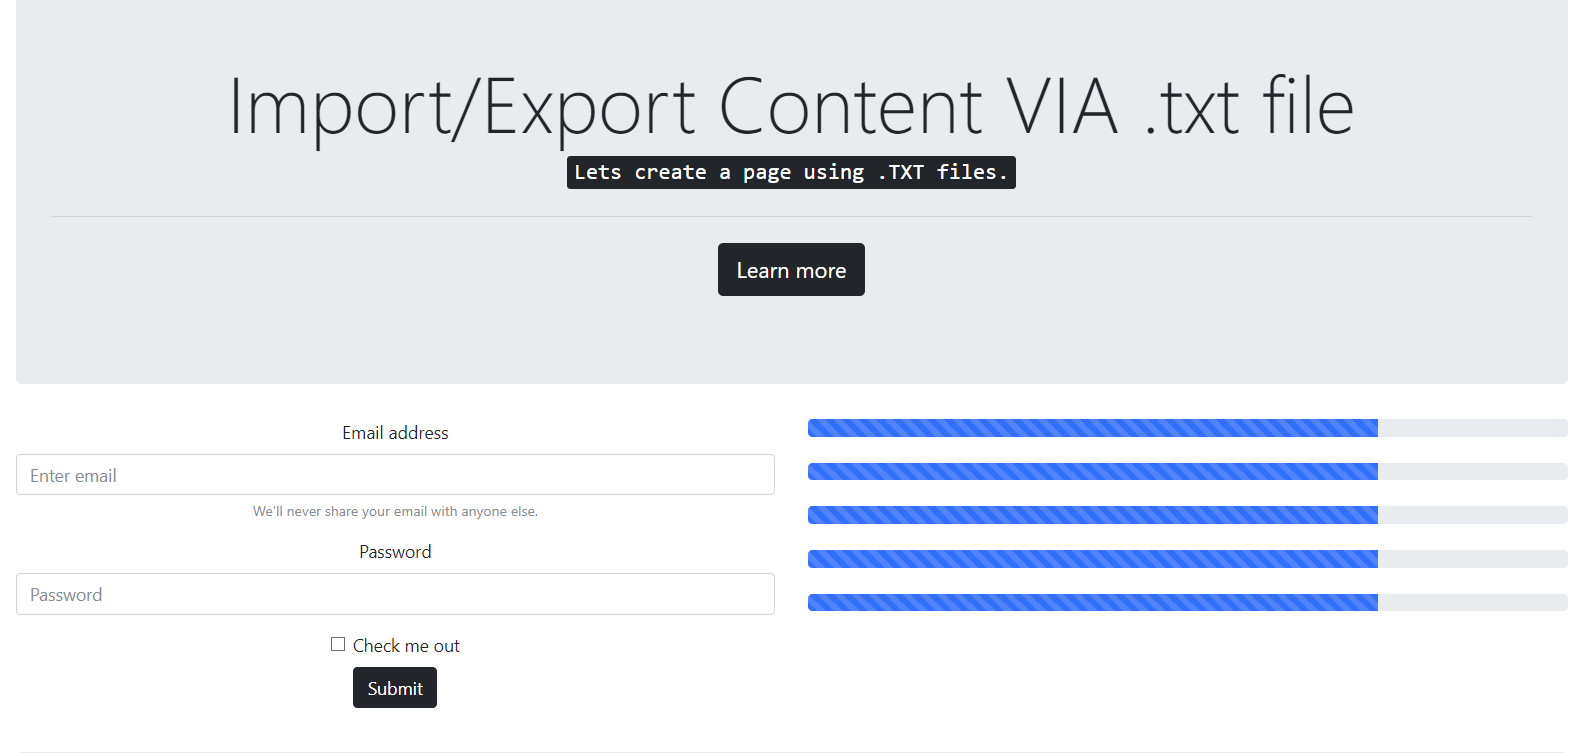 Import/Export Content VIA .txt file
Lets create a page using .TXT files.
Learn more
Email address
Enter email
We'll never share your email with anyone else.
Password
Password
Check me out
Submit